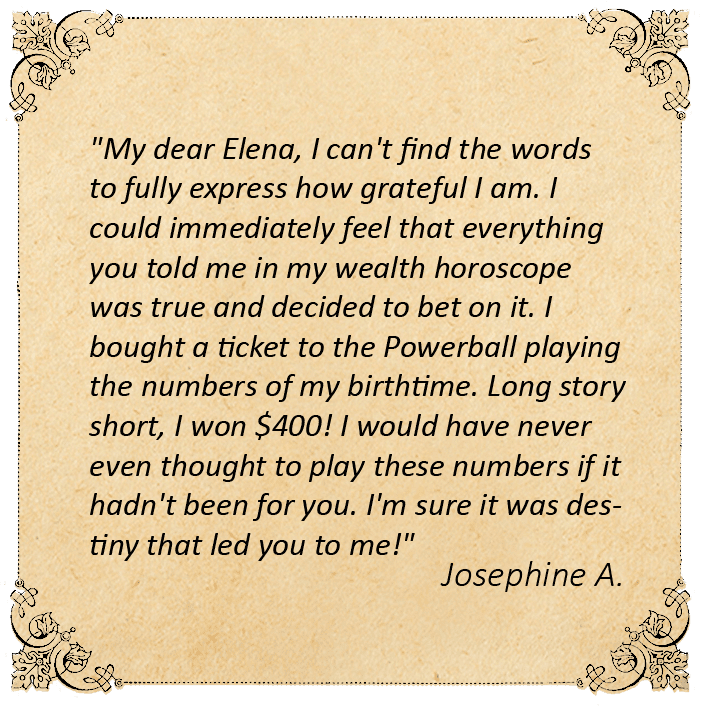 "My dear Elena, I can't find the words
to fully express how grateful I am. I
could immediately feel that everything
you told me in my wealth horoscope
was true and decided to bet on it. I
bought a ticket to the Powerball playing
the numbers of my birthtime. Long story
short, I won $400! I would have never
even thought to play these numbers if it
hadn't been for you. I'm sure it was des-
tiny that led you to me!"
Josephine A.